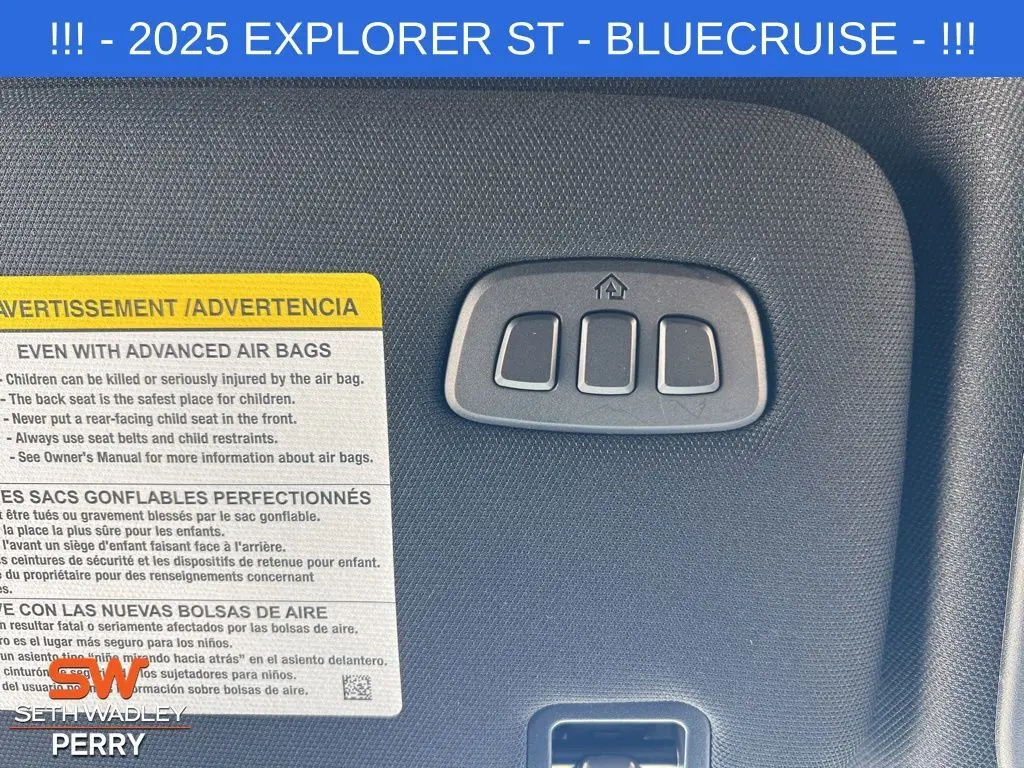 !!! - 2025 EXPLORER ST - BLUECRUISE - !!!
AVERTISSEMENT /ADVERTENCIA
EVEN WITH ADVANCED AIR BAGS
- Children can be killed or seriously injured by the air bag.
- The back seat is the safest place for children.
- Never put a rear-facing child seat in the front.
- Always use seat belts and child restraints.
- See Owner's Manual for more information about air bags.
ES SACS GONFLABLES PERFECTIONNÉS
être tués ou gravement blessés par le sac gonflable.
la place la plus sûre pour les enfants.
l'avant un siège d'enfant faisant face à l'arrière.
s ceintures de sécurité et les dispositifs de retenue pour enfant.
du propriétaire pour des renseignements concernant
es.
E CON LAS NUEVAS BOLSAS DE AIRE
n resultar fatal o seriamente afectados por las bolsas de aire.
ro es el lugar más seguro para los niños.
un asiento tipo "niño mirando hacia atrás" en el asiento delantero.
cinturón de los sujetadores para niños.
del usuario sobre bolsas de aire.
SW
SETH WADLEY
PERRY